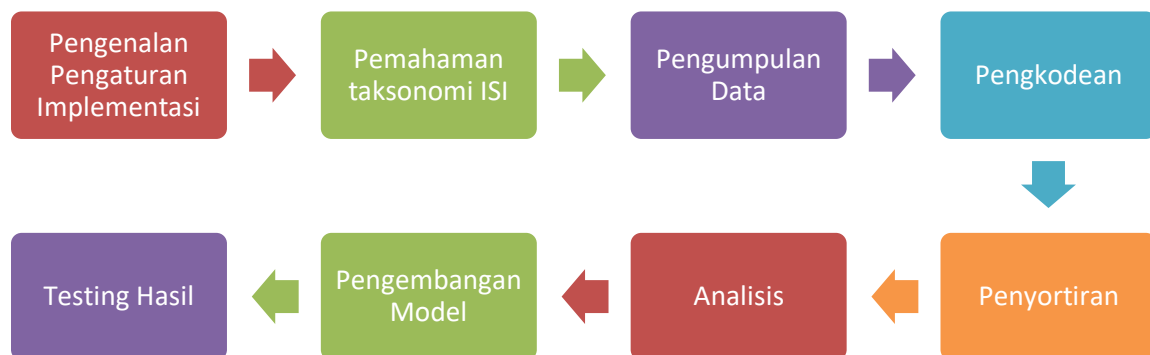 Pengenalan
Pengaturan
Implementasi
Pemahaman
taksonomi ISI
Pengumpulan
Data
Pengkodean
Penyortiran
Analisis
Pengembangan
Model
Testing Hasil